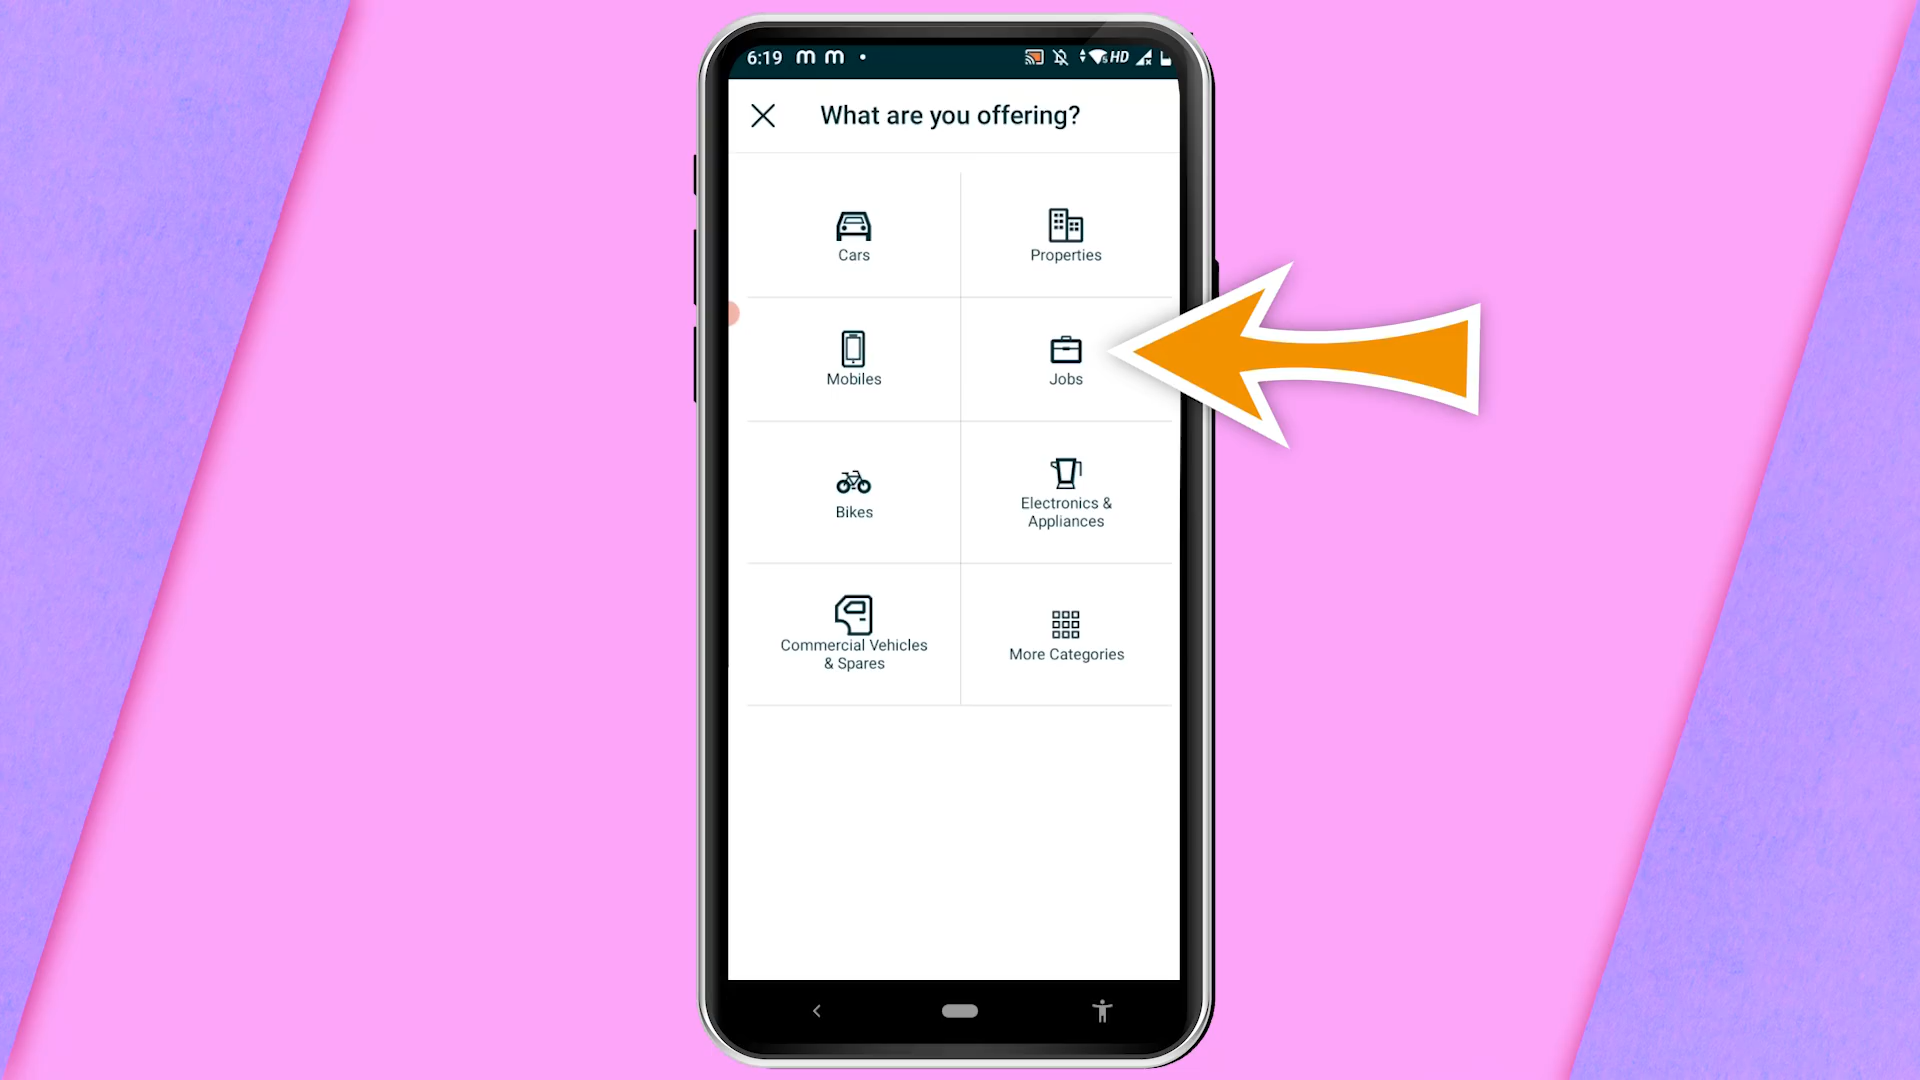 6:19 m m HD
What are you offering?
Cars
Properties
Mobiles
Jobs
Bikes
Electronics &
Appliances
Commercial Vehicles
& Spares
More Categories